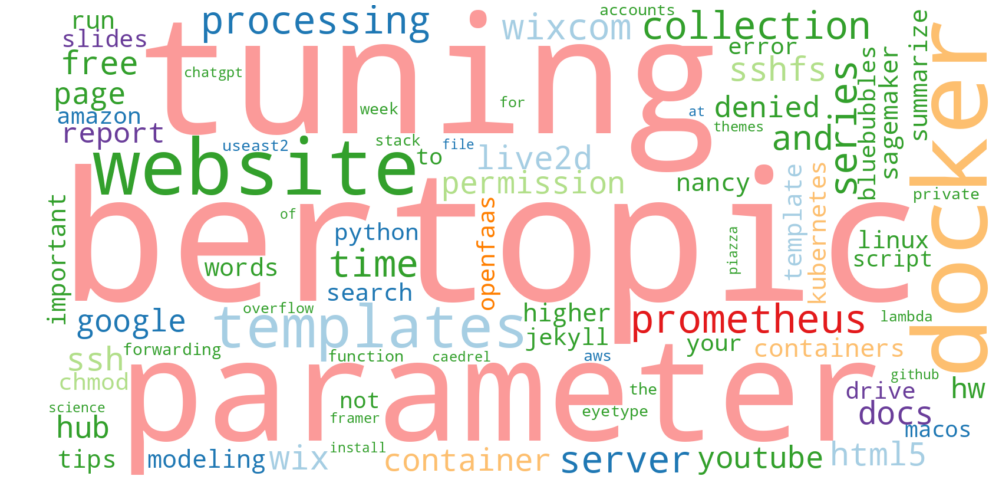 run
processing
wixcom
accounts
collection
slides
tuning
error
free
chatgpt
sshfs
summarize
docker
page
week
for
at
denied
series
bluebubbles
sagemaker
amazon
report
useast2
stack
file
themes
and
website
to
live2d
permission
nancy
template
kubernetes
private
important
bertopic
of
python
openfaas
piazza
linux
words
time
script
search
google
overflow
templates
higher
prometheus
lambda
jekyll
your
containers
ssh
forwarding
function
caedrel
aws
chmod
parameter
github
the
drive
hw
not
science
framer
eyetype
docs
hub
macos
install
tips
modeling
wix
container
server
youtube
html5